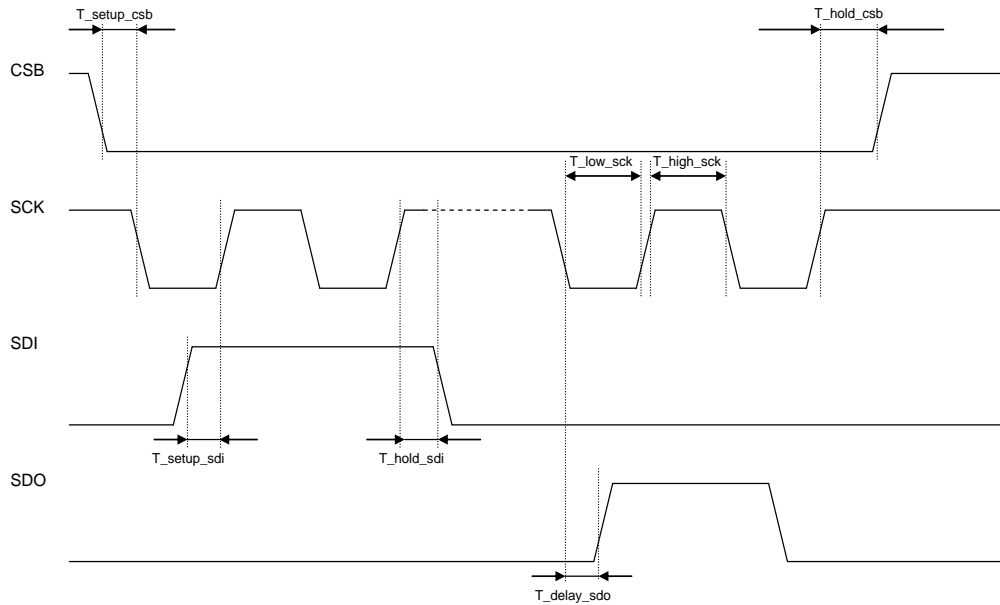 T_setup_csb
T_hold_csb
CSB
T_low_sck
T_high_sck
SCK
SDI
T_setup_sdi
T_hold_sdi
SDO
T_delay_sdo